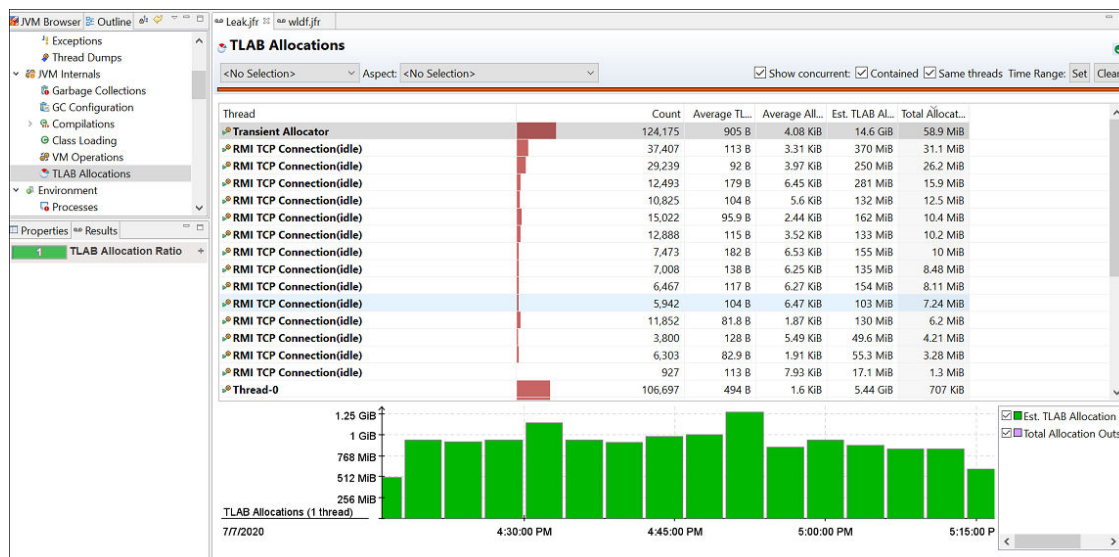 JVM Browser Outline
Exceptions
Thread Dumps
JVM Internals
Garbage Collections
GC Configuration
Compilations
Class Loading
VM Operations
TLAB Allocations
Environment
Processes
Properties Results
1 TLAB Allocation Ratio
Leak.jfr wldf.jfr
TLAB Allocations
<No Selection> Aspect: <No Selection> Show concurrent: Contained Same threads Time Range: Set Clear
Thread Count Average TL... Average All... Est. TLAB Al... Total Allocat...
Transient Allocator 124,175 905 B 4.08 KiB 14.6 GiB 58.9 MiB
RMI TCP Connection(idle) 37,407 113 B 3.31 KiB 370 MiB 31.1 MiB
RMI TCP Connection(idle) 29,239 92 B 3.97 KiB 250 MiB 26.2 MiB
RMI TCP Connection(idle) 12,493 179 B 6.45 KiB 281 MiB 15.9 MiB
RMI TCP Connection(idle) 10,825 104 B 5.6 KiB 132 MiB 12.5 MiB
RMI TCP Connection(idle) 15,022 95.9 B 2.44 KiB 162 MiB 10.4 MiB
RMI TCP Connection(idle) 12,888 115 B 3.52 KiB 133 MiB 10.2 MiB
RMI TCP Connection(idle) 7,473 182 B 6.53 KiB 155 MiB 10 MiB
RMI TCP Connection(idle) 7,008 138 B 6.25 KiB 135 MiB 8.48 MiB
RMI TCP Connection(idle) 6,467 117 B 6.27 KiB 154 MiB 8.11 MiB
RMI TCP Connection(idle) 5,942 104 B 6.47 KiB 103 MiB 7.24 MiB
RMI TCP Connection(idle) 11,852 81.8 B 1.87 KiB 130 MiB 6.2 MiB
RMI TCP Connection(idle) 3,800 128 B 5.49 KiB 49.6 MiB 4.21 MiB
RMI TCP Connection(idle) 6,303 82.9 B 1.91 KiB 55.3 MiB 3.28 MiB
RMI TCP Connection(idle) 927 113 B 7.93 KiB 17.1 MiB 1.3 MiB
Thread-0 106,697 494 B 1.6 KiB 5.44 GiB 707 KiB
1.25 GiB
1 GiB
768 MiB
512 MiB
256 MiB
TLAB Allocations (1 thread)
7/7/2020 4:30:00 PM 4:45:00 PM 5:00:00 PM 5:15:00 P
Est. TLAB Allocation
Total Allocation Outs